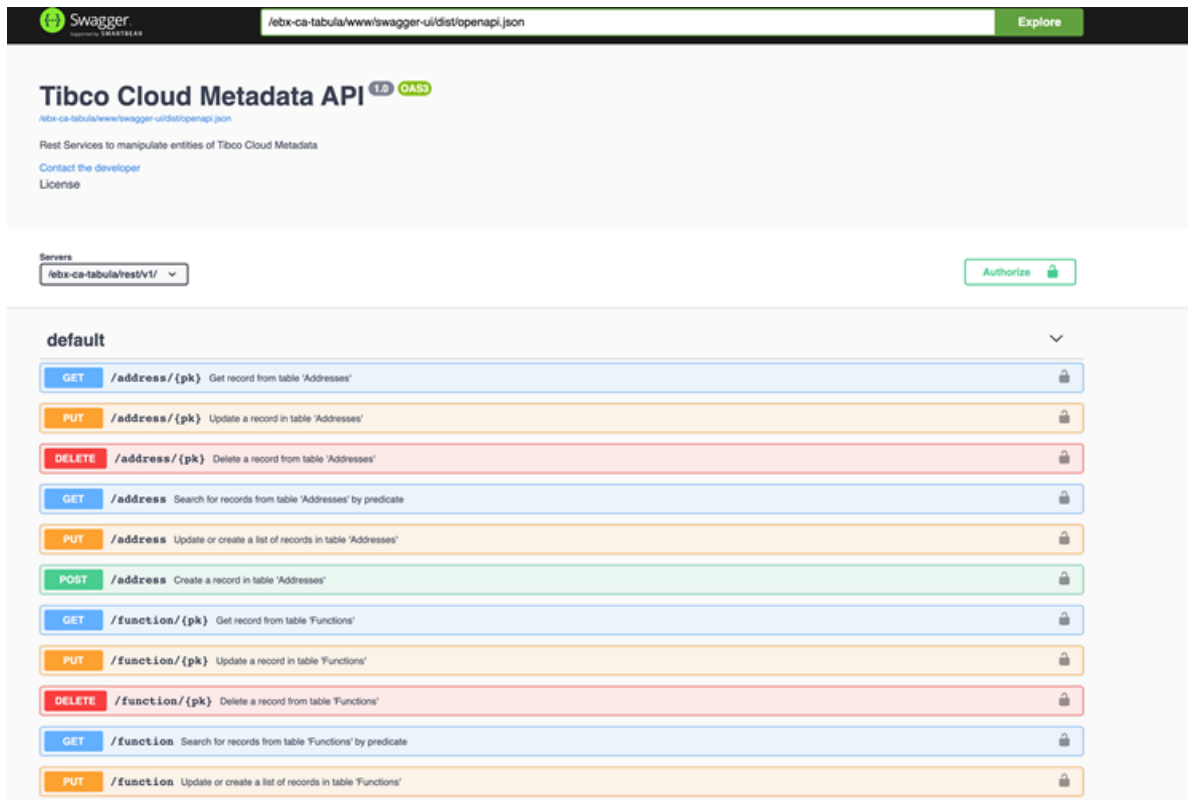 Swagger. /ebx-ca-tabula/www/swagger-ui/dist/openapi.json Explore
Supported by SMARTBEAR
Tibco Cloud Metadata API 1.0 OAS3
/ebx-ca-tabula/www/swagger-ui/dist/openapi.json
Rest Services to manipulate entities of Tibco Cloud Metadata
Contact the developer
License
Servers
/ebx-ca-tabula/rest/v1/ Authorize
default
GET /address/{pk} Get record from table 'Addresses'
PUT /address/{pk} Update a record in table 'Addresses'
DELETE /address/{pk} Delete a record from table 'Addresses'
GET /address Search for records from table 'Addresses' by predicate
PUT /address Update or create a list of records in table 'Addresses'
POST /address Create a record in table 'Addresses'
GET /function/{pk} Get record from table 'Functions'
PUT /function/{pk} Update a record in table 'Functions'
DELETE /function/{pk} Delete a record from table 'Functions'
GET /function Search for records from table 'Functions' by predicate
PUT /function Update or create a list of records in table 'Functions'